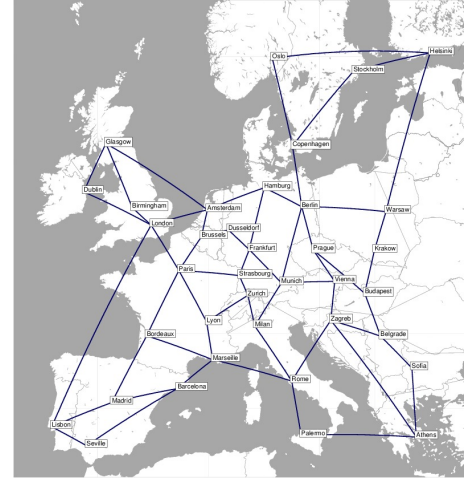 Helsinki
Oslo
Stockholm
Glasgow
Copenhagen
Hamburg
Dublin
Birmingham
Amsterdam
Berlin
Warsaw
London
Dusseldorf
Brussels
Frankfurt
Prague
Krakow
Paris
Strasbourg
Munich
Vienna
Zurich
Budapest
Lyon
Milan
Zagreb
Bordeaux
Belgrade
Marseille
Sofia
Rome
Barcelona
Madrid
Lisbon
Palermo
Athens
Seville